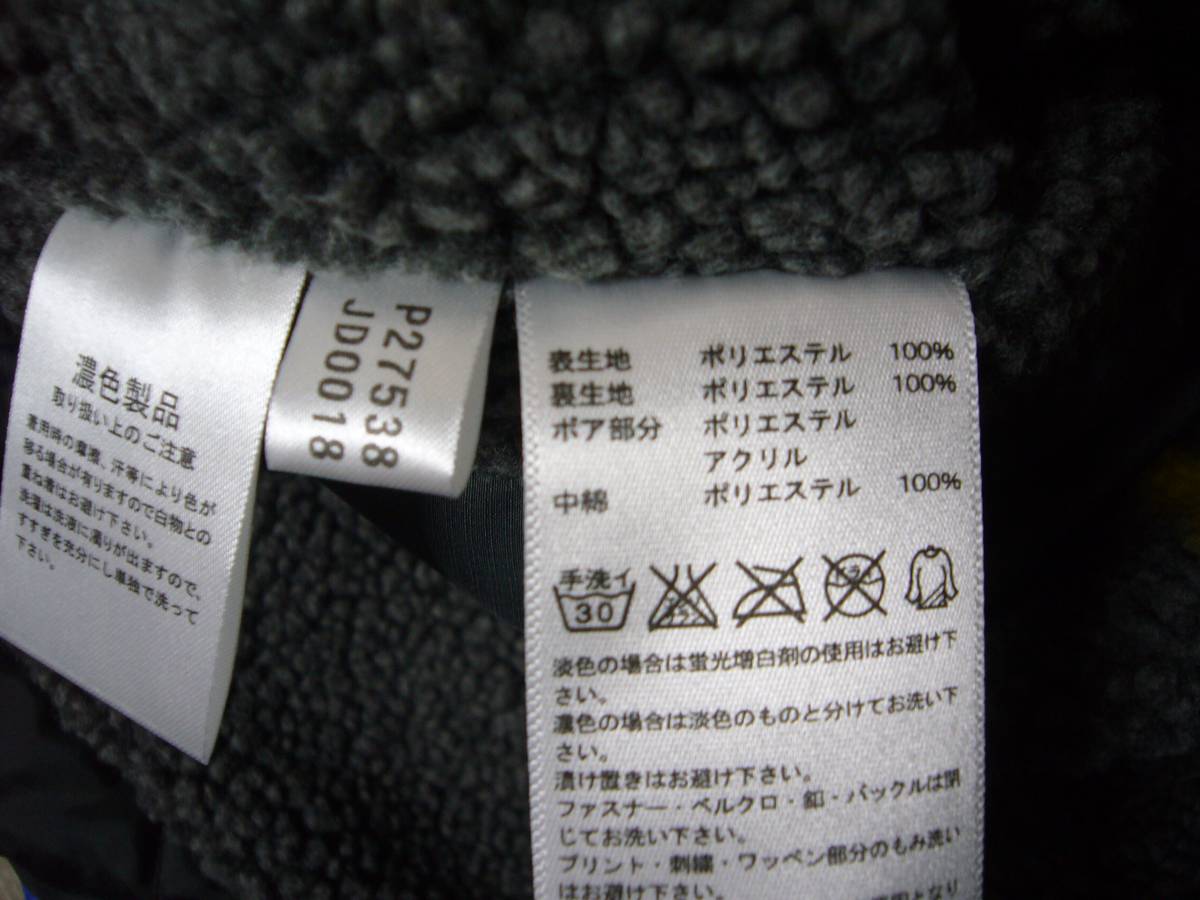 濃色製品
取り扱い上のご注意
着用時の摩擦、汗等により色が
移る場合が有りますので白物との
重ね着はお避け下さい。
洗濯は洗液に濁りが出ますので、
すすぎを充分にし単独で洗って
下さい。
P27538
JD0018
表生地 ポリエステル 100%
裏生地 ポリエステル 100%
ボア部分 ポリエステル
アクリル
中綿 ポリエステル 100%
手洗イ
30
淡色の場合は蛍光増白剤の使用はお避け下
さい。
濃色の場合は淡色のものと分けてお洗い下
さい。
漬け置きはお避け下さい。
ファスナー・ベルクロ・釦・バックルは閉
じてお洗い下さい。
プリント・刺繍・ワッペン部分のもみ洗い
はお避け下さい。